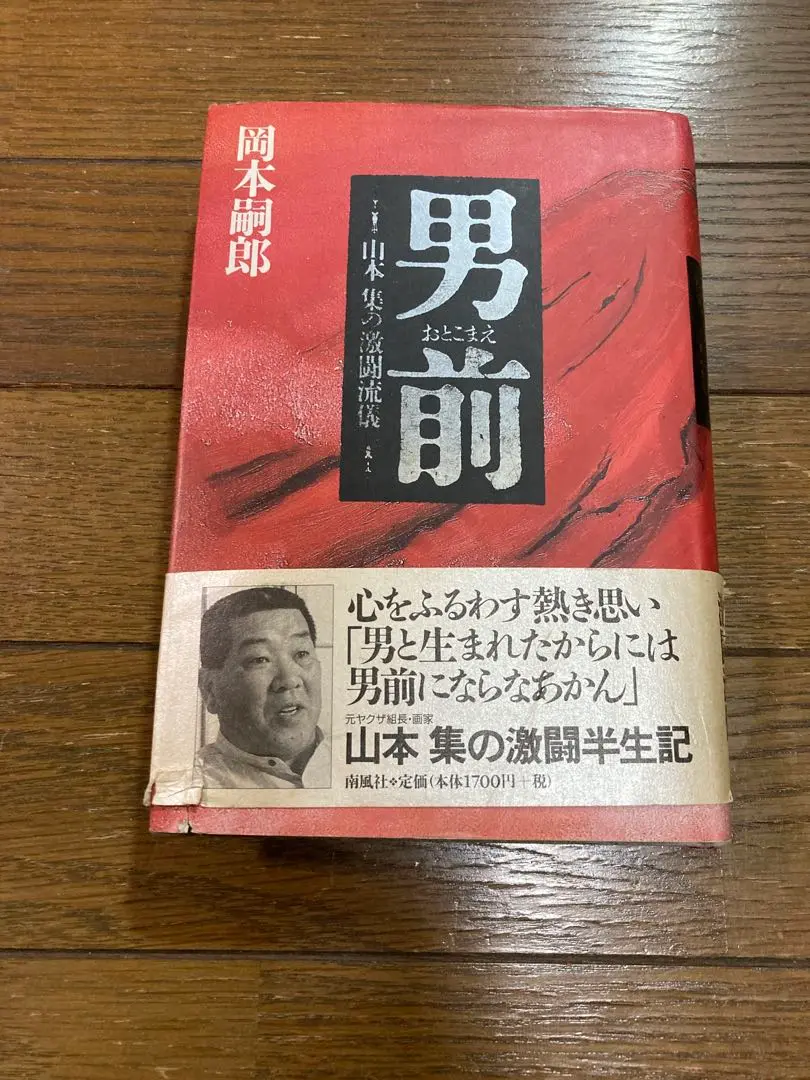 岡本嗣郎
男前
おとこまえ
山本 集の激闘流儀
心をふるわす熱き思い
「男と生まれたからには
男前にならなあかん」
元ヤクザ組長・画家
山本 集の激闘半生記
南風社❖定価(本体1700円+税)